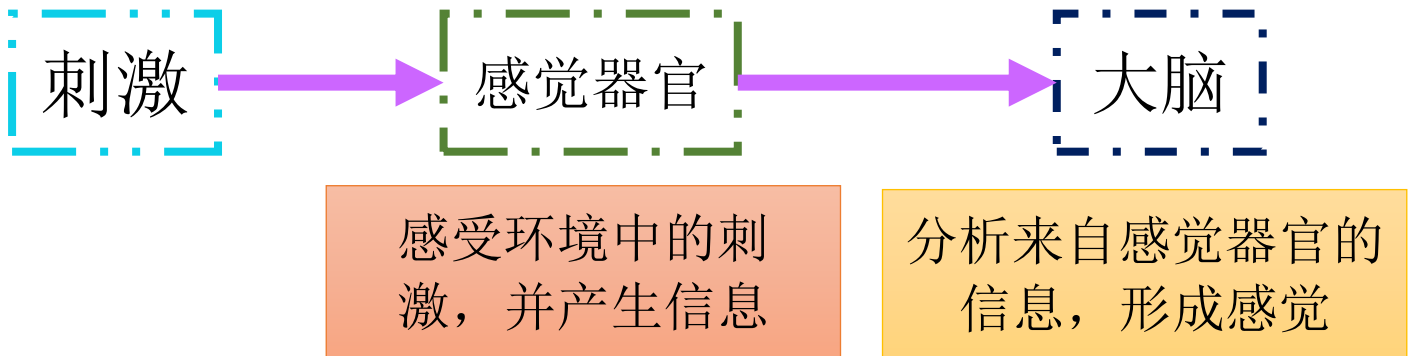 刺激
感觉器官
大脑
感受环境中的刺
激，并产生信息
分析来自感觉器官的
信息，形成感觉